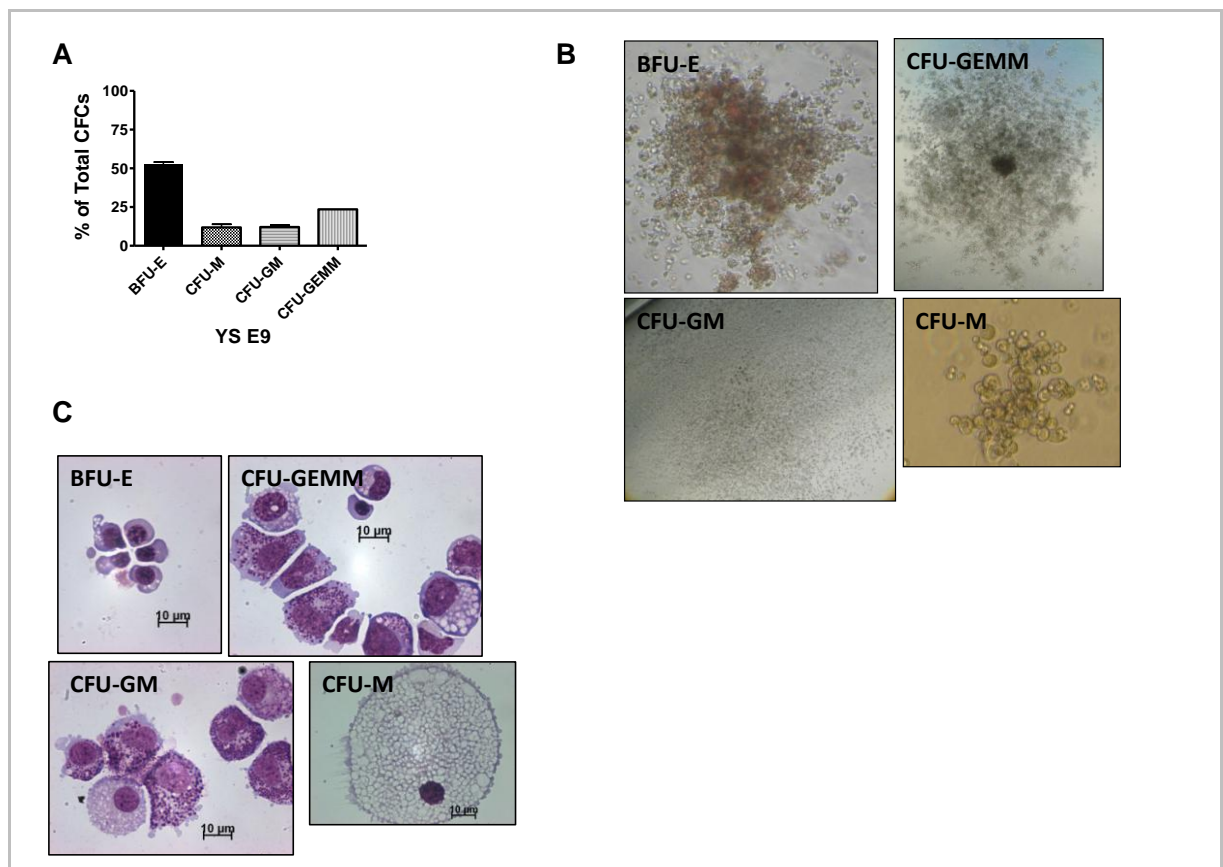 A
% of Total CFCs
100
75
50
25
0
BFU-E
CFU-M
CFU-GM
CFU-GEMM
YS E9
B
BFU-E
CFU-GEMM
CFU-GM
CFU-M
C
BFU-E
10 µm
CFU-GEMM
10 µm
CFU-GM
10 µm
CFU-M
10 µm